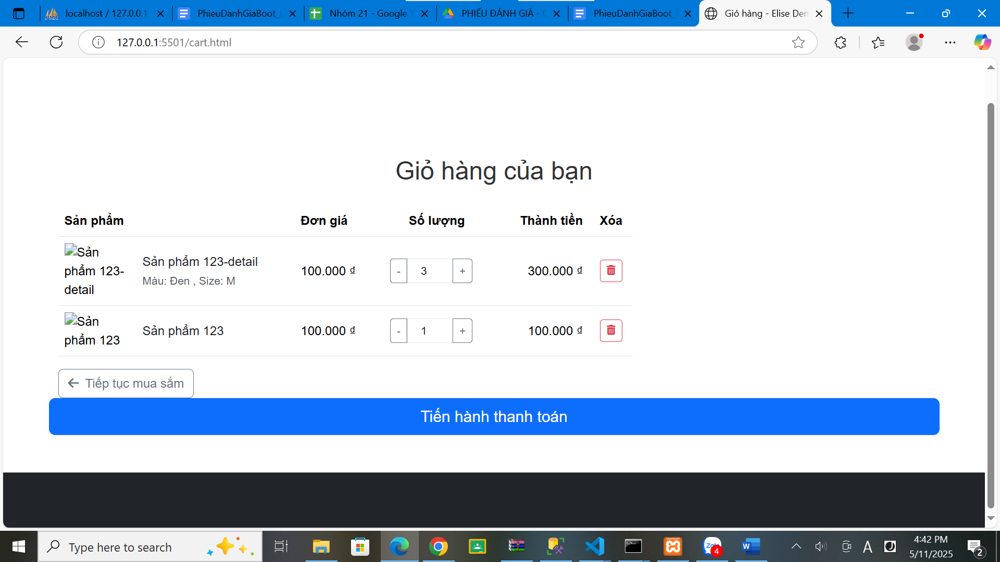 localhost / 127.0.0.1
PhieuDanhGiaBoot_
Nhóm 21 - Google T
PHIẾU ĐÁNH GIÁ - G
PhieuDanhGiaBoot_
Giỏ hàng - Elise Den
127.0.0.1:5501/cart.html
Giỏ hàng của bạn
Sản phẩm Đơn giá Số lượng Thành tiền Xóa
Sản
phẩm 123-
detail
Sản phẩm 123-detail
Màu: Đen , Size: M
100.000 ₫ - 3 + 300.000 ₫
Sản
phẩm 123
Sản phẩm 123 100.000 ₫ - 1 + 100.000 ₫
Tiếp tục mua sắm
Tiến hành thanh toán
Type here to search
Zalo
4
W
A
4:42 PM
5/11/2025
2